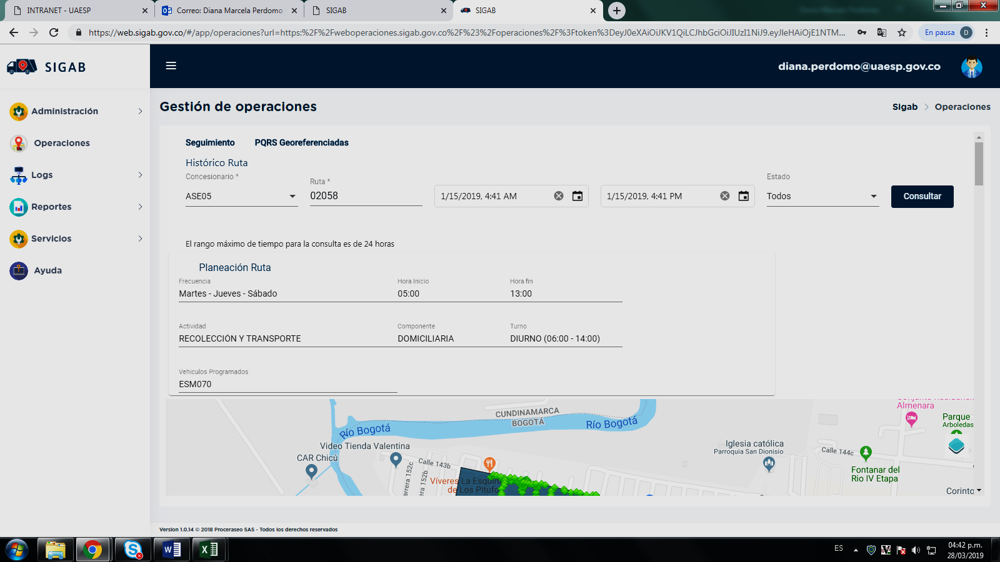 INTRANET - UAESP
Correo: Diana Marcela Perdomo
SIGAB
SIGAB
https://web.sigab.gov.co/#/app/operaciones?url=https:%2F%2Fweboperaciones.sigab.gov.co%2F%23%2Foperaciones%2F%3Ftoken%3DeyJ0eXAiOiJKV1QiLCJhbGciOiJIUzI1NiJ9.eyJleHAiOjE1NTM...
En pausa
D
SIGAB
diana.perdomo@uaesp.gov.co
Administración
Operaciones
Logs
Reportes
Servicios
Ayuda
Gestión de operaciones
Sigab > Operaciones
Seguimiento
PQRS Georeferenciadas
Histórico Ruta
Concesionario *
ASE05
Ruta *
02058
1/15/2019, 4:41 AM
1/15/2019, 4:41 PM
Estado
Todos
Consultar
El rango máximo de tiempo para la consulta es de 24 horas
Planeación Ruta
Frecuencia
Martes - Jueves - Sábado
Hora Inicio
05:00
Hora fin
13:00
Actividad
RECOLECCIÓN Y TRANSPORTE
Componente
DOMICILIARIA
Turno
DIURNO (06:00 - 14:00)
Vehiculos Programados
ESM070
CUNDINAMARCA
BOGOTÁ
Río Bogotá
Río Bogotá
Video Tienda Valentina
CAR Chicú
Calle 143b
arrera 152c
era 152b
Víveres La Esquin
de Los Pitufo
Iglesia católica
Parroquia San Dionisio
Calle 144c
Almenara
Parque
Arboledas
Fontanar del
Rio IV Etapa
Corinto
Version 1.0.14 © 2018 Proceraseo SAS - Todos los derechos reservados
ES
04:42 p.m.
28/03/2019